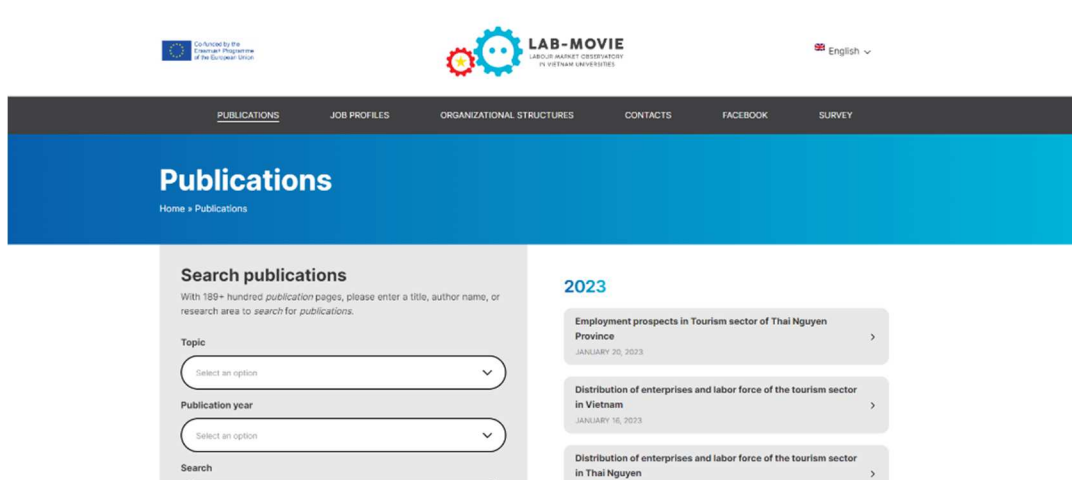 Co-funded by the
Erasmus+ Programme
of the European Union
LAB-MOVIE
LABOUR MARKET OBSERVATORY
IN VIETNAM UNIVERSITIES
English
PUBLICATIONS
JOB PROFILES
ORGANIZATIONAL STRUCTURES
CONTACTS
FACEBOOK
SURVEY
Publications
Home » Publications
Search publications
With 189+ hundred publication pages, please enter a title, author name, or
research area to search for publications.
Topic
Select an option
Publication year
Select an option
Search
2023
Employment prospects in Tourism sector of Thai Nguyen
Province
JANUARY 20, 2023
Distribution of enterprises and labor force of the tourism sector
in Vietnam
JANUARY 16, 2023
Distribution of enterprises and labor force of the tourism sector
in Thai Nguyen